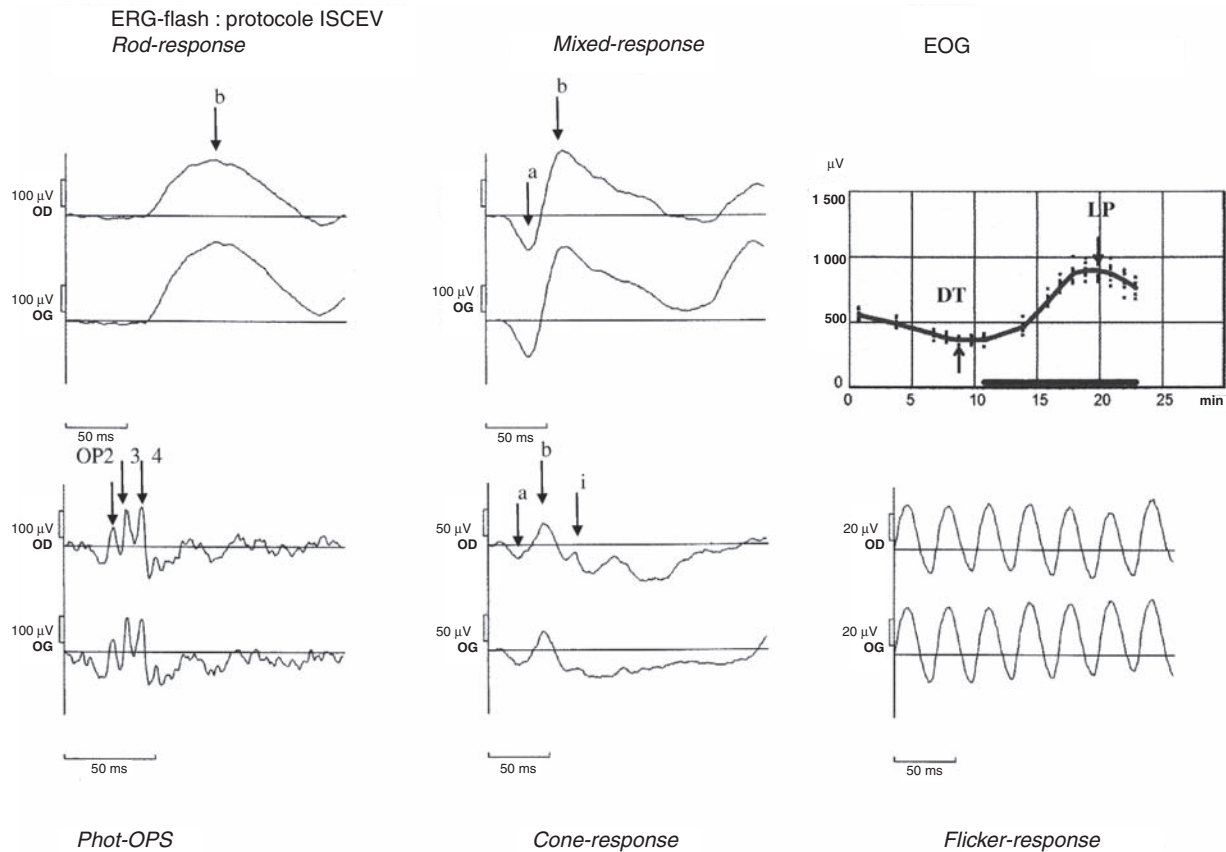 ERG-flash : protocole ISCEV
Rod-response
Mixed-response
EOG
b
100 µV
OD
100 µV
OG
50 ms
b
a
100 µV
OG
50 ms
µV
1 500
1 000
500
0
LP
DT
0 5 10 15 20 25 min
OP2 3 4
100 µV
OD
100 µV
OG
50 ms
a
b
i
50 µV
OD
50 µV
OG
50 ms
20 µV
OD
20 µV
OG
50 ms
Phot-OPS
Cone-response
Flicker-response